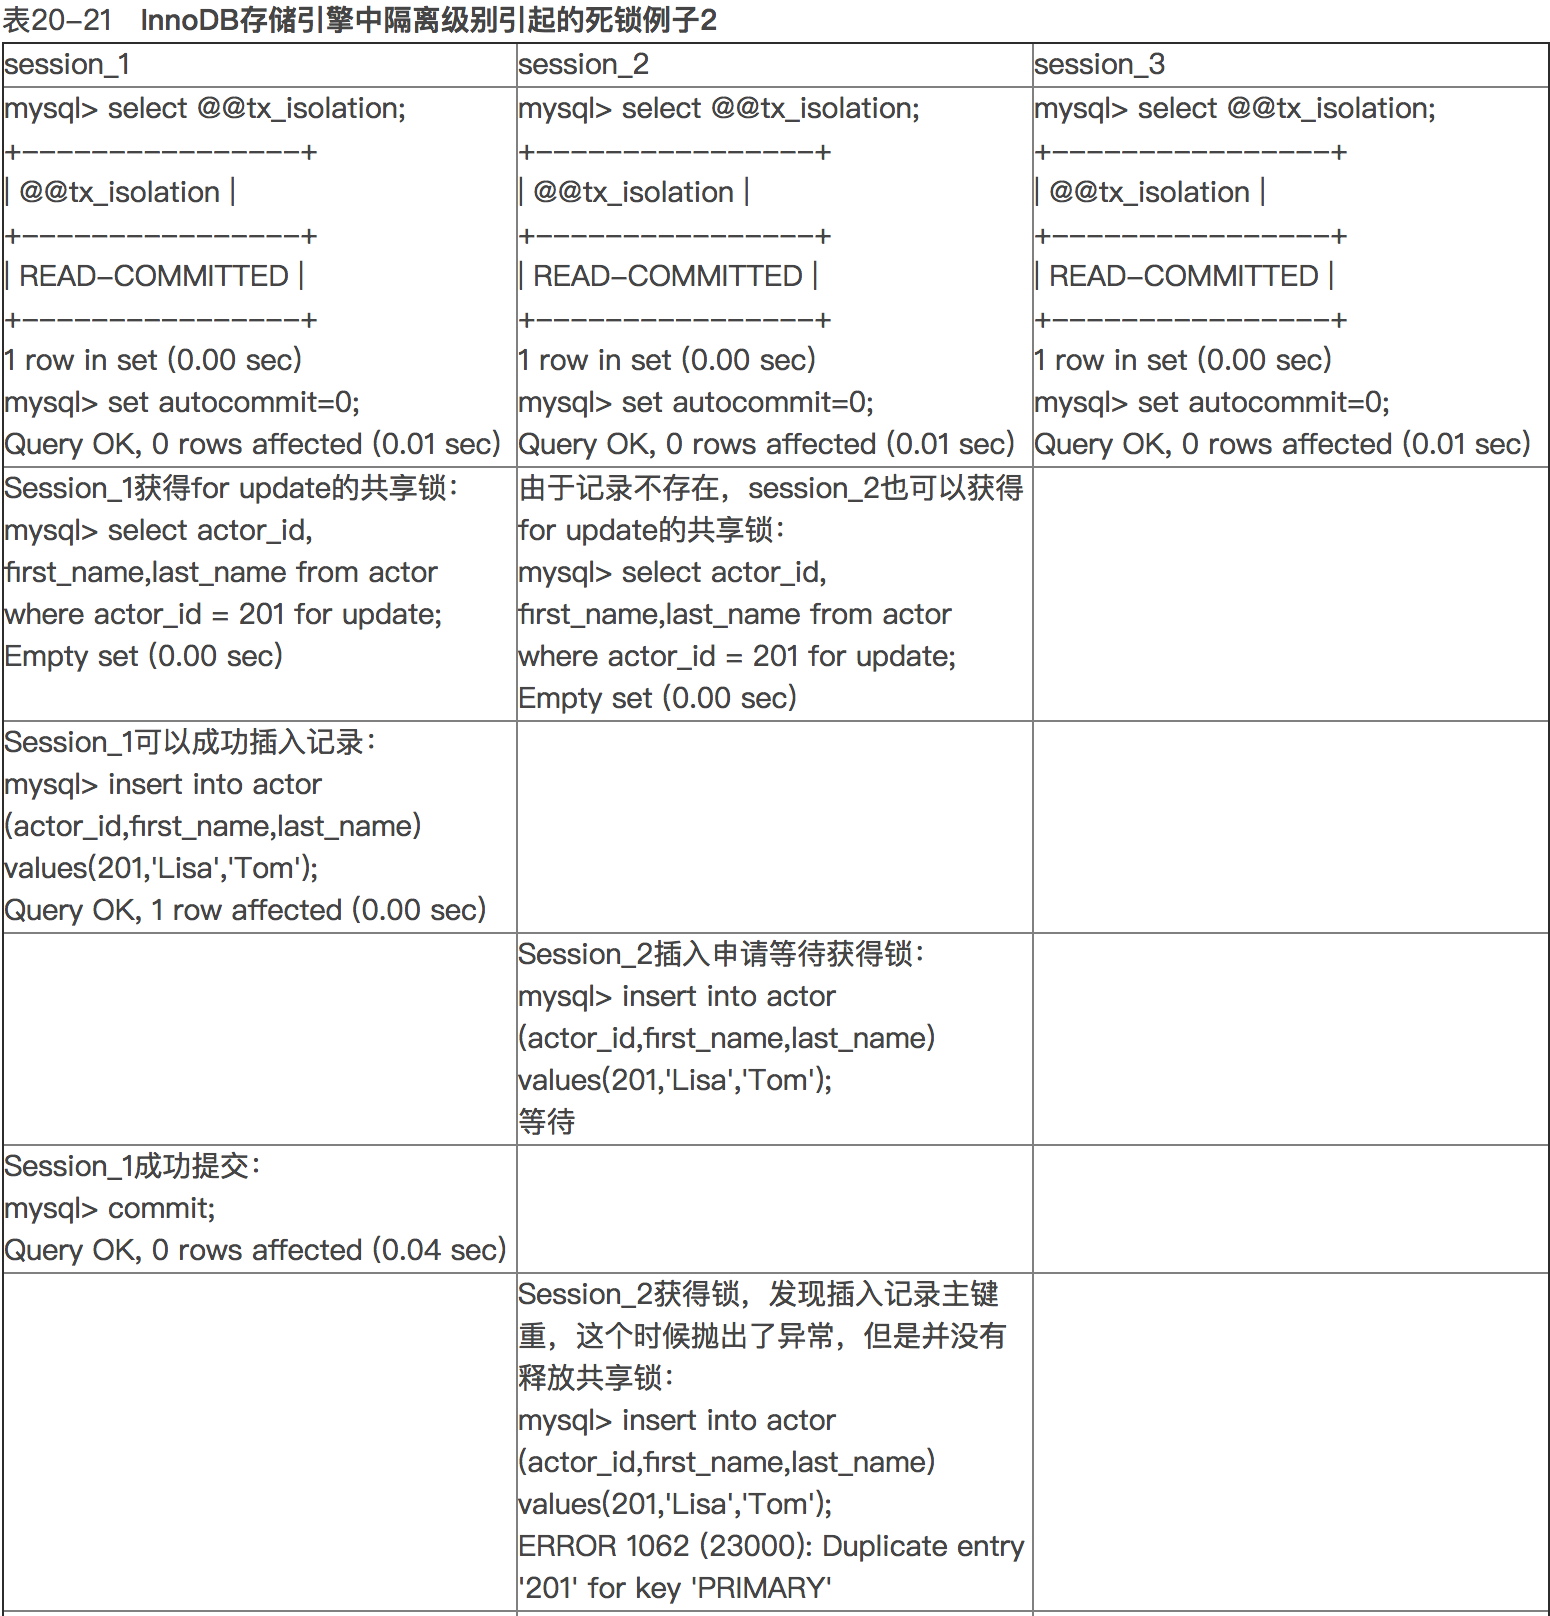 表20-21 InnoDB存储引擎中隔离级别引起的死锁例子2
session_1
session_2
session_3
mysql> select @@tx_isolation;
+----------------+
| @@tx_isolation |
+----------------+
| READ-COMMITTED |
+----------------+
1 row in set (0.00 sec)
mysql> set autocommit=0;
Query OK, 0 rows affected (0.01 sec)
mysql> select @@tx_isolation;
+----------------+
| @@tx_isolation |
+----------------+
| READ-COMMITTED |
+----------------+
1 row in set (0.00 sec)
mysql> set autocommit=0;
Query OK, 0 rows affected (0.01 sec)
mysql> select @@tx_isolation;
+----------------+
| @@tx_isolation |
+----------------+
| READ-COMMITTED |
+----------------+
1 row in set (0.00 sec)
mysql> set autocommit=0;
Query OK, 0 rows affected (0.01 sec)
Session_1获得for update的共享锁：
mysql> select actor_id,
first_name,last_name from actor
where actor_id = 201 for update;
Empty set (0.00 sec)
由于记录不存在，session_2也可以获得
for update的共享锁：
mysql> select actor_id,
first_name,last_name from actor
where actor_id = 201 for update;
Empty set (0.00 sec)
Session_1可以成功插入记录：
mysql> insert into actor
(actor_id,first_name,last_name)
values(201,'Lisa','Tom');
Query OK, 1 row affected (0.00 sec)
Session_2插入申请等待获得锁：
mysql> insert into actor
(actor_id,first_name,last_name)
values(201,'Lisa','Tom');
等待
Session_1成功提交：
mysql> commit;
Query OK, 0 rows affected (0.04 sec)
Session_2获得锁，发现插入记录主键
重，这个时候抛出了异常，但是并没有
释放共享锁：
mysql> insert into actor
(actor_id,first_name,last_name)
values(201,'Lisa','Tom');
ERROR 1062 (23000): Duplicate entry
'201' for key 'PRIMARY'